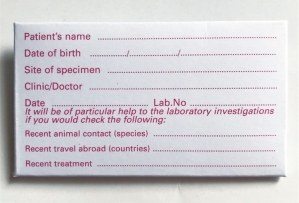 Patient's name ........................................
Date of birth ............/................/........................
Site of specimen ........................................
Clinic/Doctor ........................................
Date .................................... Lab.No ............................
It will be of particular help to the laboratory investigations
if you would check the following:
Recent animal contact (species) ........................................
Recent travel abroad (countries) ........................................
Recent treatment ........................................